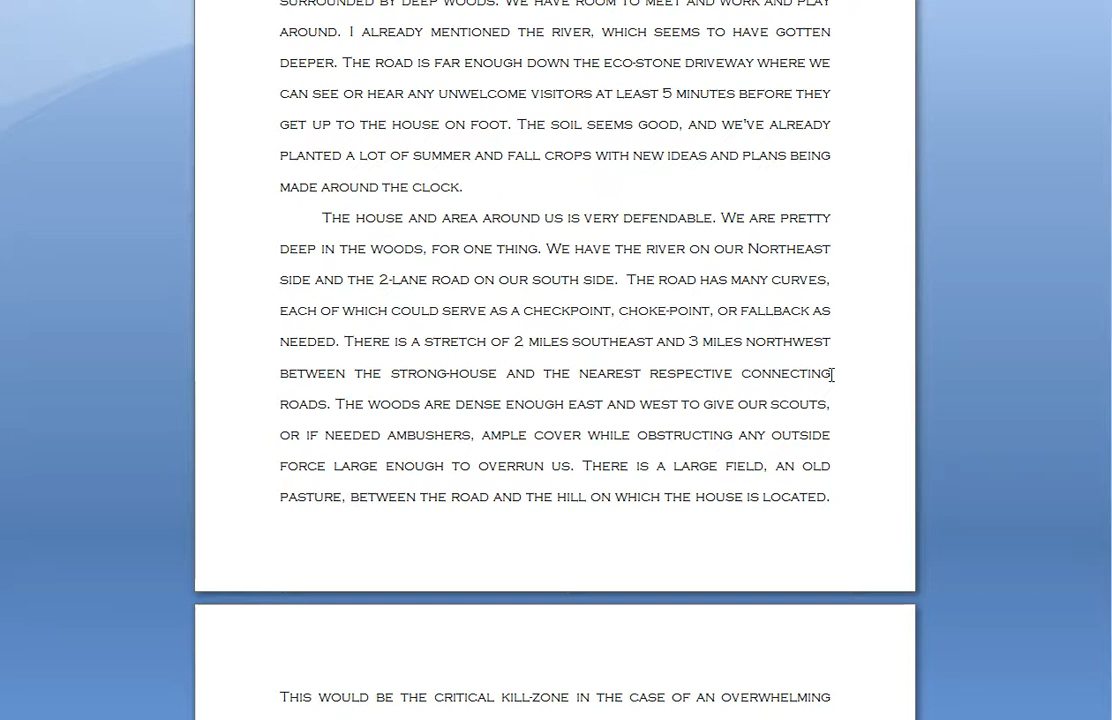 SURROUNDED BY DEEP WOODS. WE HAVE ROOM TO MEET AND WORK AND PLAY
AROUND. I ALREADY MENTIONED THE RIVER, WHICH SEEMS TO HAVE GOTTEN
DEEPER. THE ROAD IS FAR ENOUGH DOWN THE ECO-STONE DRIVEWAY WHERE WE
CAN SEE OR HEAR ANY UNWELCOME VISITORS AT LEAST 5 MINUTES BEFORE THEY
GET UP TO THE HOUSE ON FOOT. THE SOIL SEEMS GOOD, AND WE'VE ALREADY
PLANTED A LOT OF SUMMER AND FALL CROPS WITH NEW IDEAS AND PLANS BEING
MADE AROUND THE CLOCK.
THE HOUSE AND AREA AROUND US IS VERY DEFENDABLE. WE ARE PRETTY
DEEP IN THE WOODS, FOR ONE THING. WE HAVE THE RIVER ON OUR NORTHEAST
SIDE AND THE 2-LANE ROAD ON OUR SOUTH SIDE.  THE ROAD HAS MANY CURVES,
EACH OF WHICH COULD SERVE AS A CHECKPOINT, CHOKE-POINT, OR FALLBACK AS
NEEDED. THERE IS A STRETCH OF 2 MILES SOUTHEAST AND 3 MILES NORTHWEST
BETWEEN THE STRONG-HOUSE AND THE NEAREST RESPECTIVE CONNECTING
ROADS. THE WOODS ARE DENSE ENOUGH EAST AND WEST TO GIVE OUR SCOUTS,
OR IF NEEDED AMBUSHERS, AMPLE COVER WHILE OBSTRUCTING ANY OUTSIDE
FORCE LARGE ENOUGH TO OVERRUN US. THERE IS A LARGE FIELD, AN OLD
PASTURE, BETWEEN THE ROAD AND THE HILL ON WHICH THE HOUSE IS LOCATED.
THIS WOULD BE THE CRITICAL KILL-ZONE IN THE CASE OF AN OVERWHELMING